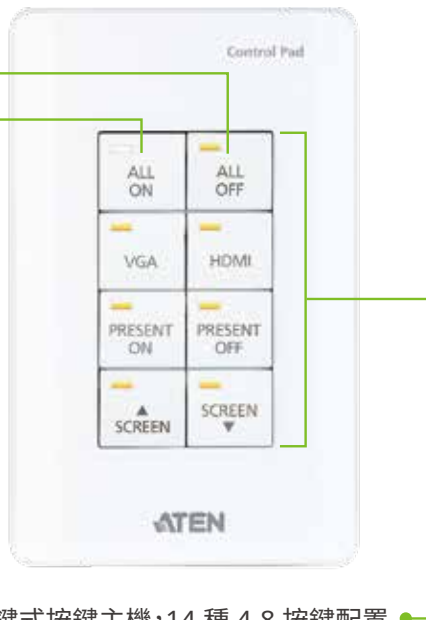 Control Pad
ALL
ON
ALL
OFF
VGA
HDMI
PRESENT
ON
PRESENT
OFF
▲
SCREEN
SCREEN
▼
ATEN
鍵式按鍵主機，14 種 4-8 按鍵配置